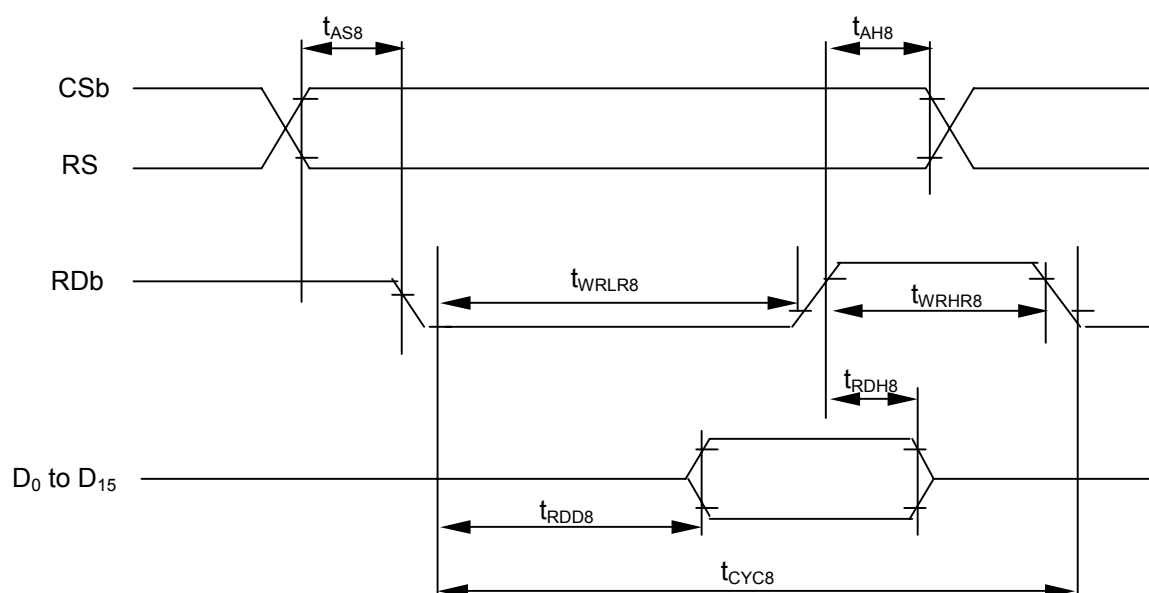 tAS8
tAH8
CSb
RS
RDb
tWRLR8
tWRHR8
tRDH8
D0 to D15
tRDD8
tCYC8